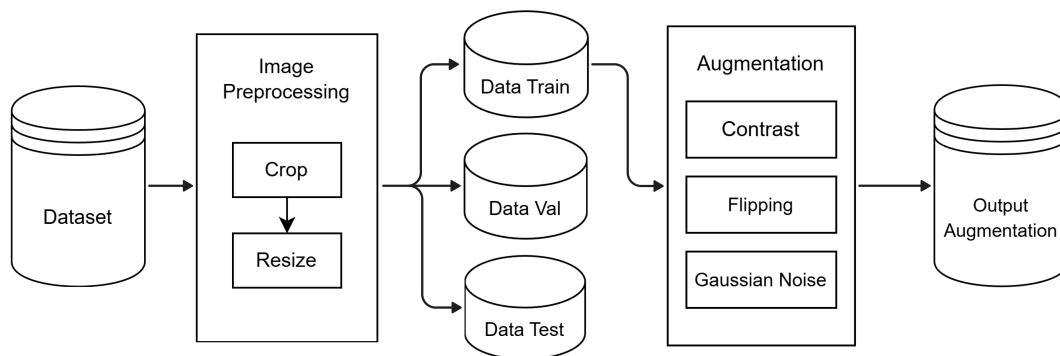 Dataset
Image
Preprocessing
Crop
Resize
Data Train
Data Val
Data Test
Augmentation
Contrast
Flipping
Gaussian Noise
Output
Augmentation